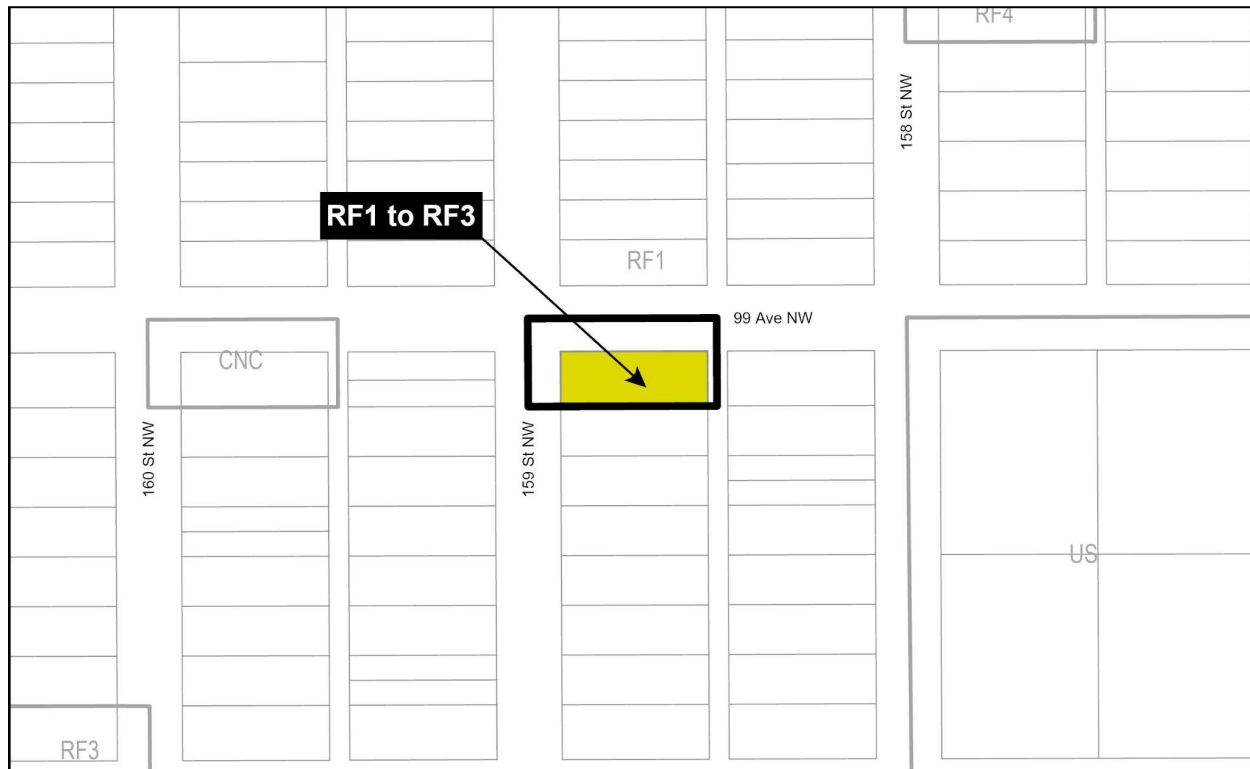 RF4
158 St NW
RF1 to RF3
RF1
99 Ave NW
CNC
160 St NW
159 St NW
US
RF3